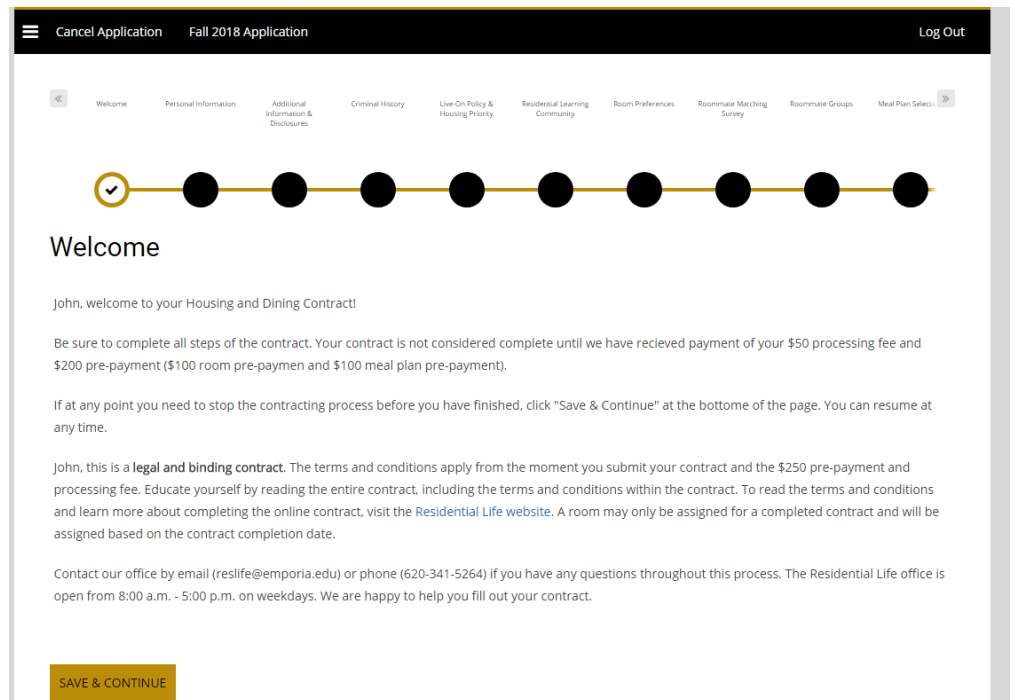 Cancel Application Fall 2018 Application Log Out
« Welcome Personal Information Additional Information & Disclosures Criminal History Live-On Policy & Housing Priority Residential Learning Community Room Preferences Roommate Matching Survey Roommate Groups Meal Plan Selecti »
Welcome
John, welcome to your Housing and Dining Contract!
Be sure to complete all steps of the contract. Your contract is not considered complete until we have recieved payment of your $50 processing fee and
$200 pre-payment ($100 room pre-paymen and $100 meal plan pre-payment).
If at any point you need to stop the contracting process before you have finished, click "Save & Continue" at the bottome of the page. You can resume at
any time.
John, this is a legal and binding contract. The terms and conditions apply from the moment you submit your contract and the $250 pre-payment and
processing fee. Educate yourself by reading the entire contract, including the terms and conditions within the contract. To read the terms and conditions
and learn more about completing the online contract, visit the Residential Life website. A room may only be assigned for a completed contract and will be
assigned based on the contract completion date.
Contact our office by email (reslife@emporia.edu) or phone (620-341-5264) if you have any questions throughout this process. The Residential Life office is
open from 8:00 a.m. - 5:00 p.m. on weekdays. We are happy to help you fill out your contract.
SAVE & CONTINUE